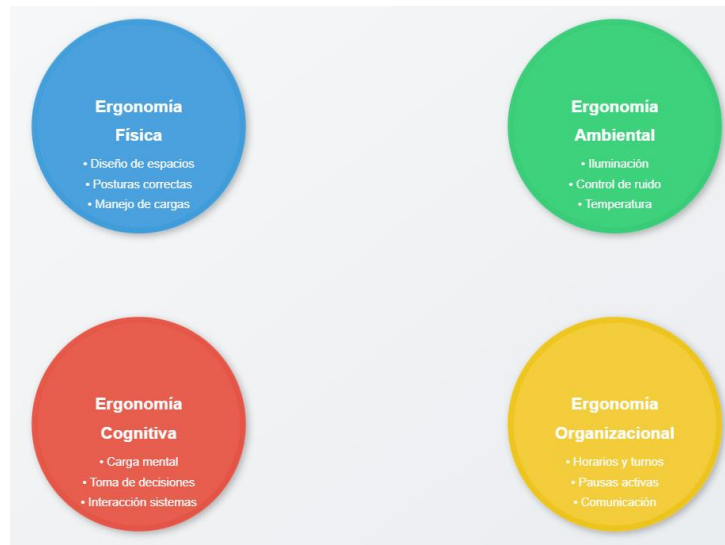 Ergonomía
Física
• Diseño de espacios
• Posturas correctas
• Manejo de cargas
Ergonomía
Ambiental
• Iluminación
• Control de ruido
• Temperatura
Ergonomía
Cognitiva
• Carga mental
• Toma de decisiones
• Interacción sistemas
Ergonomía
Organizacional
• Horarios y turnos
• Pausas activas
• Comunicación